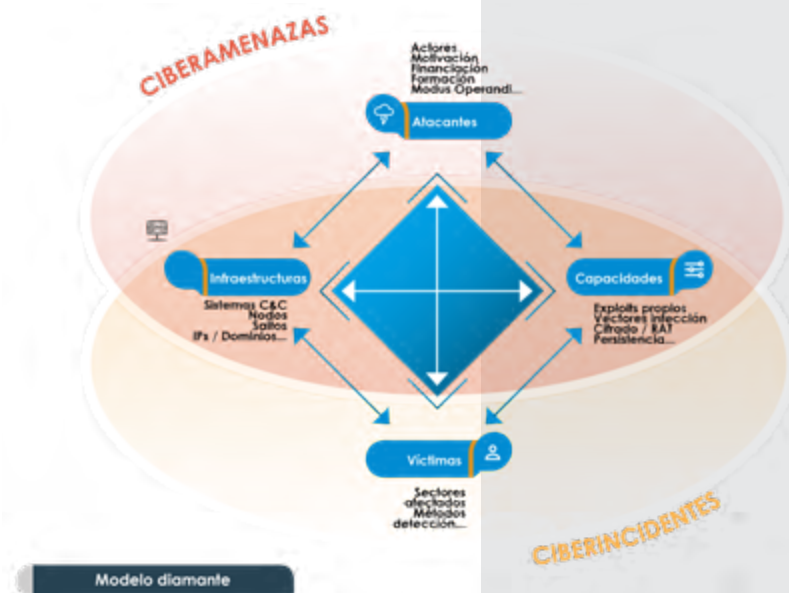 CIBERAMENAZAS
Actores
Motivación
Financiación
Formación
Modus Operandi...
Atacantes
Infraestructuras
Sistemas C&C
Nodos
Saltos
IPs / Dominios...
Capacidades
Exploits propios
Vectores infección
Cifrado / RAT
Persistencia...
Víctimas
Sectores
afectados
Métodos
detección...
CIBERINCIDENTES
Modelo diamante